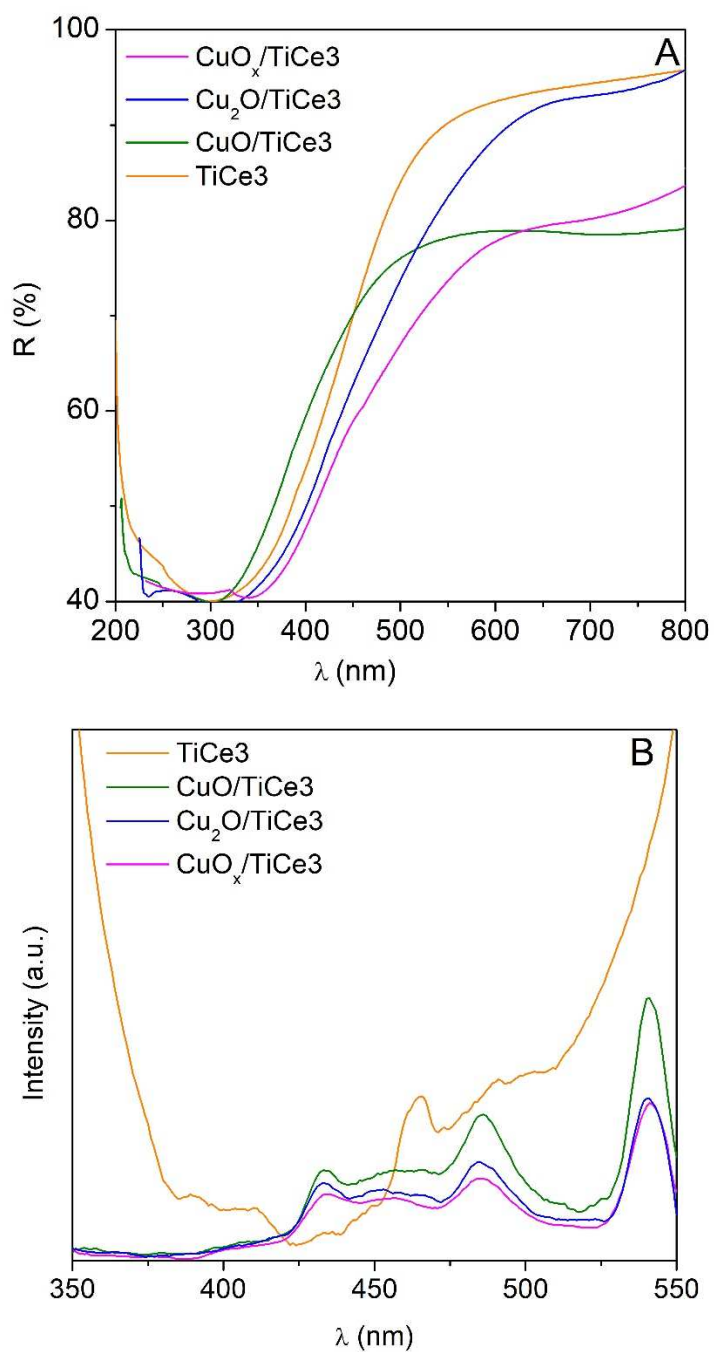 A
CuOₓ/TiCe3
Cu₂O/TiCe3
CuO/TiCe3
TiCe3
100
80
60
40
R (%)
200 300 400 500 600 700 800
λ (nm)
B
TiCe3
CuO/TiCe3
Cu₂O/TiCe3
CuOₓ/TiCe3
Intensity (a.u.)
350 400 450 500 550
λ (nm)